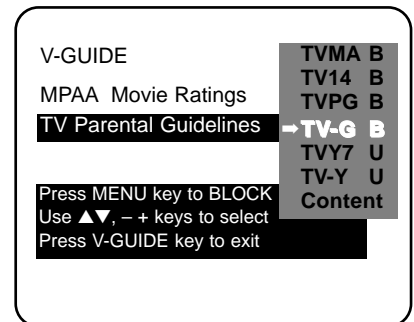 V-GUIDE
MPAA Movie Ratings
TV Parental Guidelines
TVMA B
TV14 B
TVPG B
➡TV-G B
TVY7 U
TV-Y U
Content
Press MENU key to BLOCK
Use ▲▼, – + keys to select
Press V-GUIDE key to exit